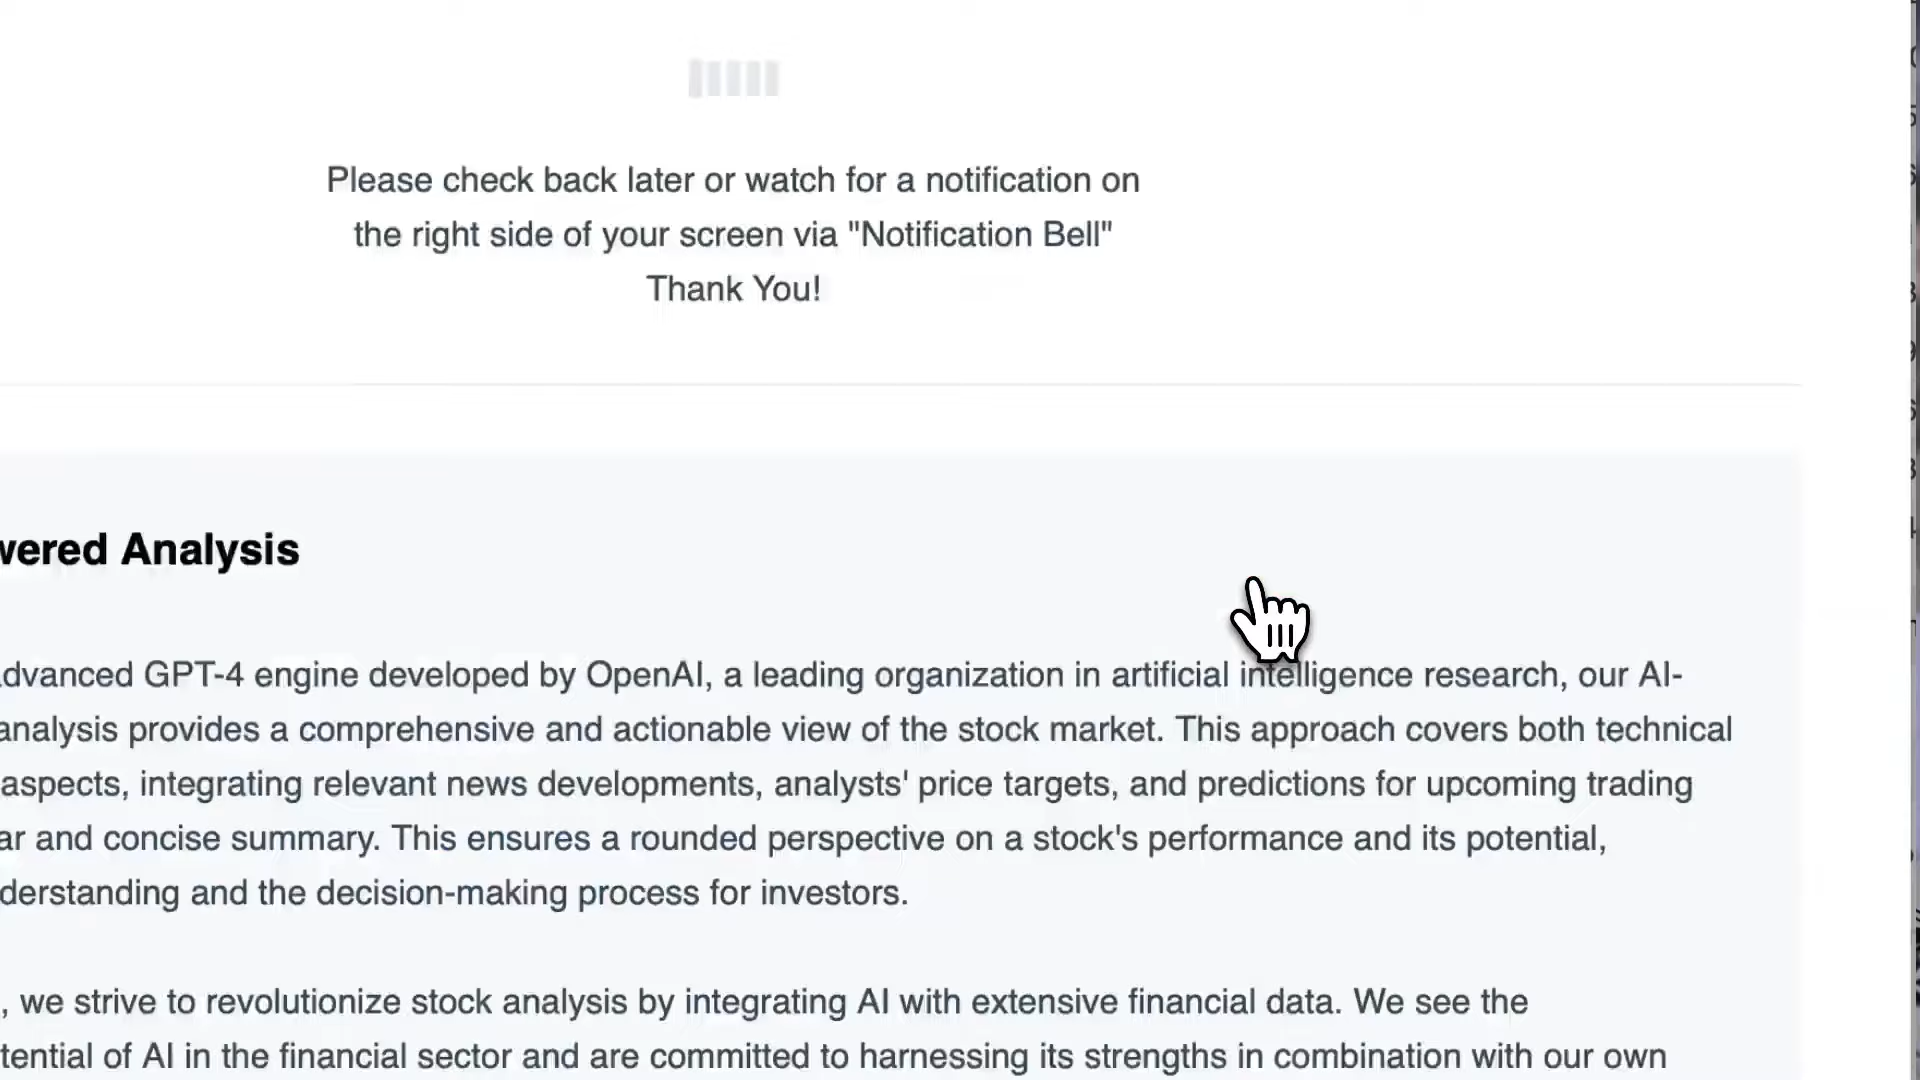 Please check back later or watch for a notification on
the right side of your screen via "Notification Bell"
Thank You!
wered Analysis
dvanced GPT-4 engine developed by OpenAI, a leading organization in artificial intelligence research, our AI-
analysis provides a comprehensive and actionable view of the stock market. This approach covers both technical
aspects, integrating relevant news developments, analysts' price targets, and predictions for upcoming trading
ar and concise summary. This ensures a rounded perspective on a stock's performance and its potential,
derstanding and the decision-making process for investors.
, we strive to revolutionize stock analysis by integrating AI with extensive financial data. We see the
tential of AI in the financial sector and are committed to harnessing its strengths in combination with our own